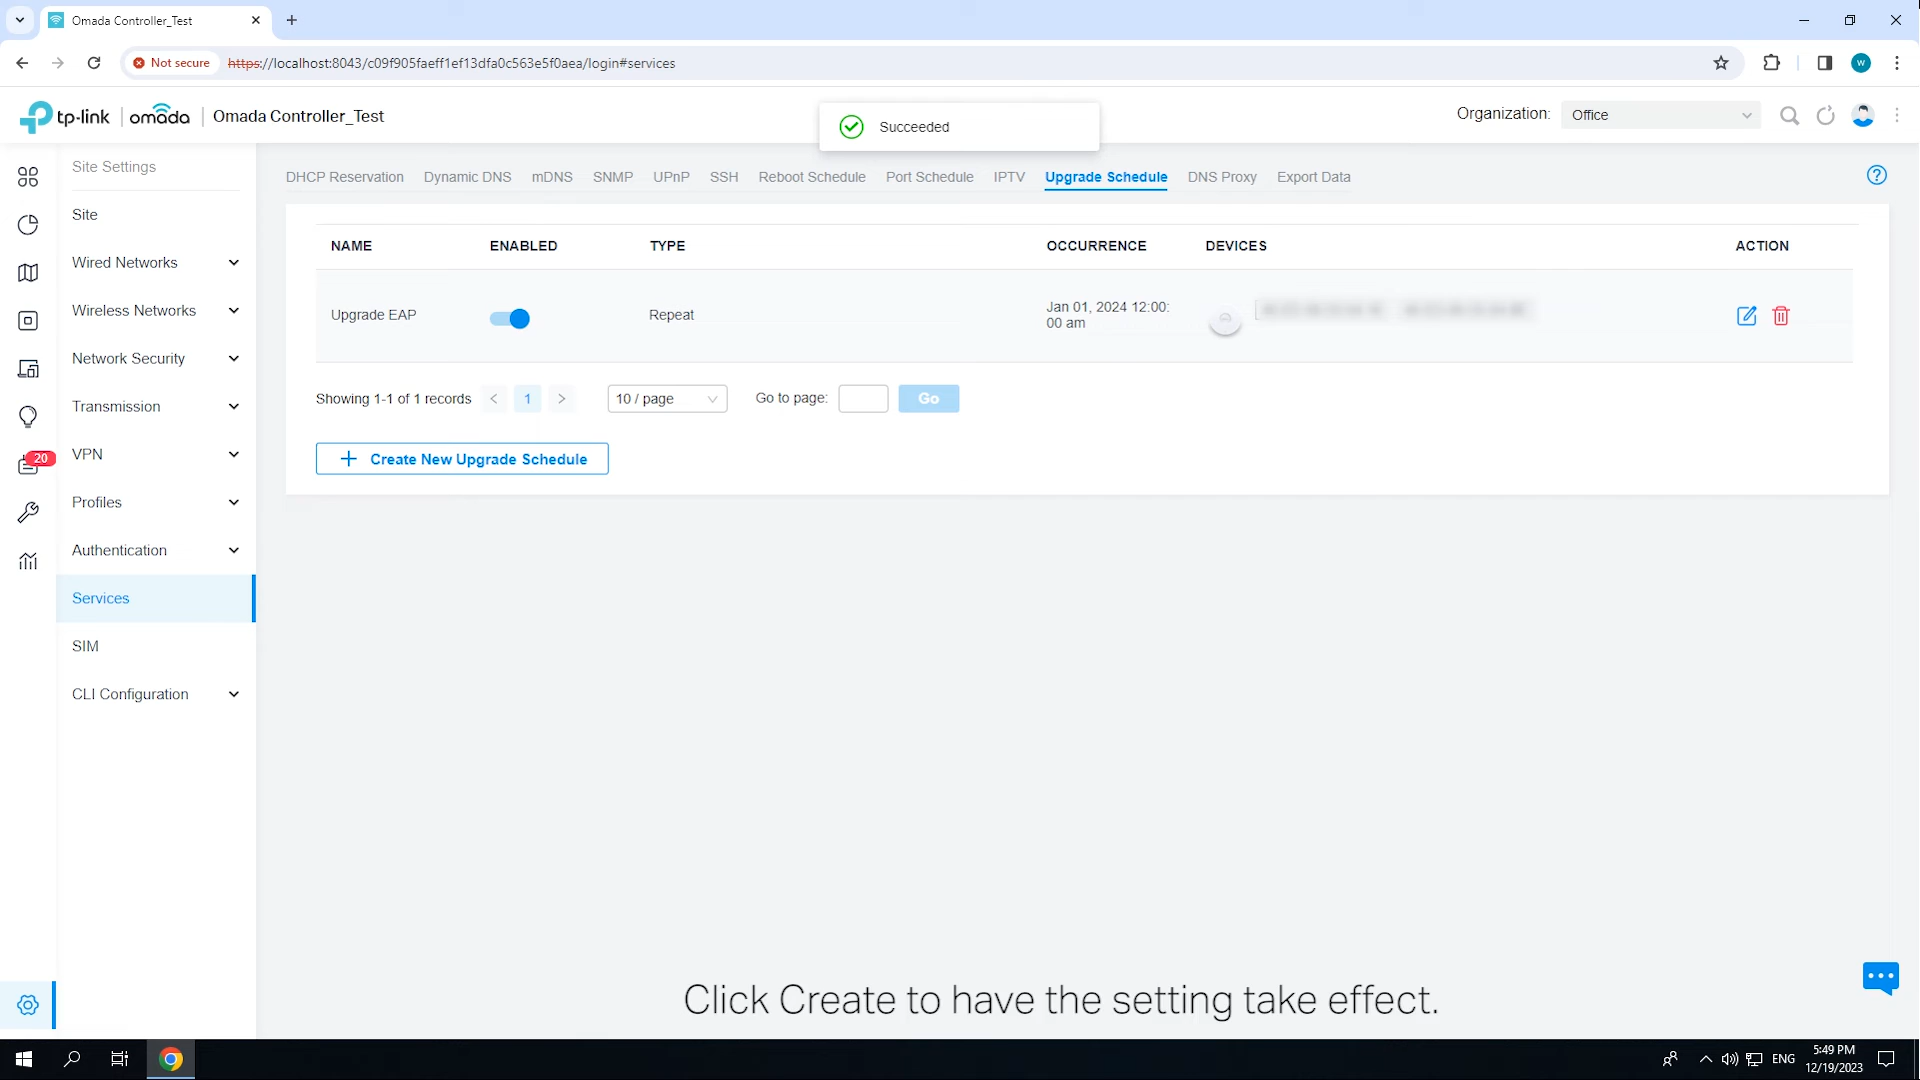 Omada Controller_Test
Not secure
https://localhost:8043/c09f905faeff1ef13dfa0c563e5f0aea/login#services
W
tp-link
omada
Omada Controller_Test
Succeeded
Organization:
Office
Site Settings
Site
Wired Networks
Wireless Networks
Network Security
Transmission
VPN
Profiles
Authentication
Services
SIM
CLI Configuration
20
DHCP Reservation
Dynamic DNS
mDNS
SNMP
UPnP
SSH
Reboot Schedule
Port Schedule
IPTV
Upgrade Schedule
DNS Proxy
Export Data
NAME
ENABLED
TYPE
OCCURRENCE
DEVICES
ACTION
Upgrade EAP
Repeat
Jan 01, 2024 12:00:
00 am
Showing 1-1 of 1 records
<
1
>
10 / page
Go to page:
Go
+ Create New Upgrade Schedule
Click Create to have the setting take effect.
ENG
5:49 PM
12/19/2023